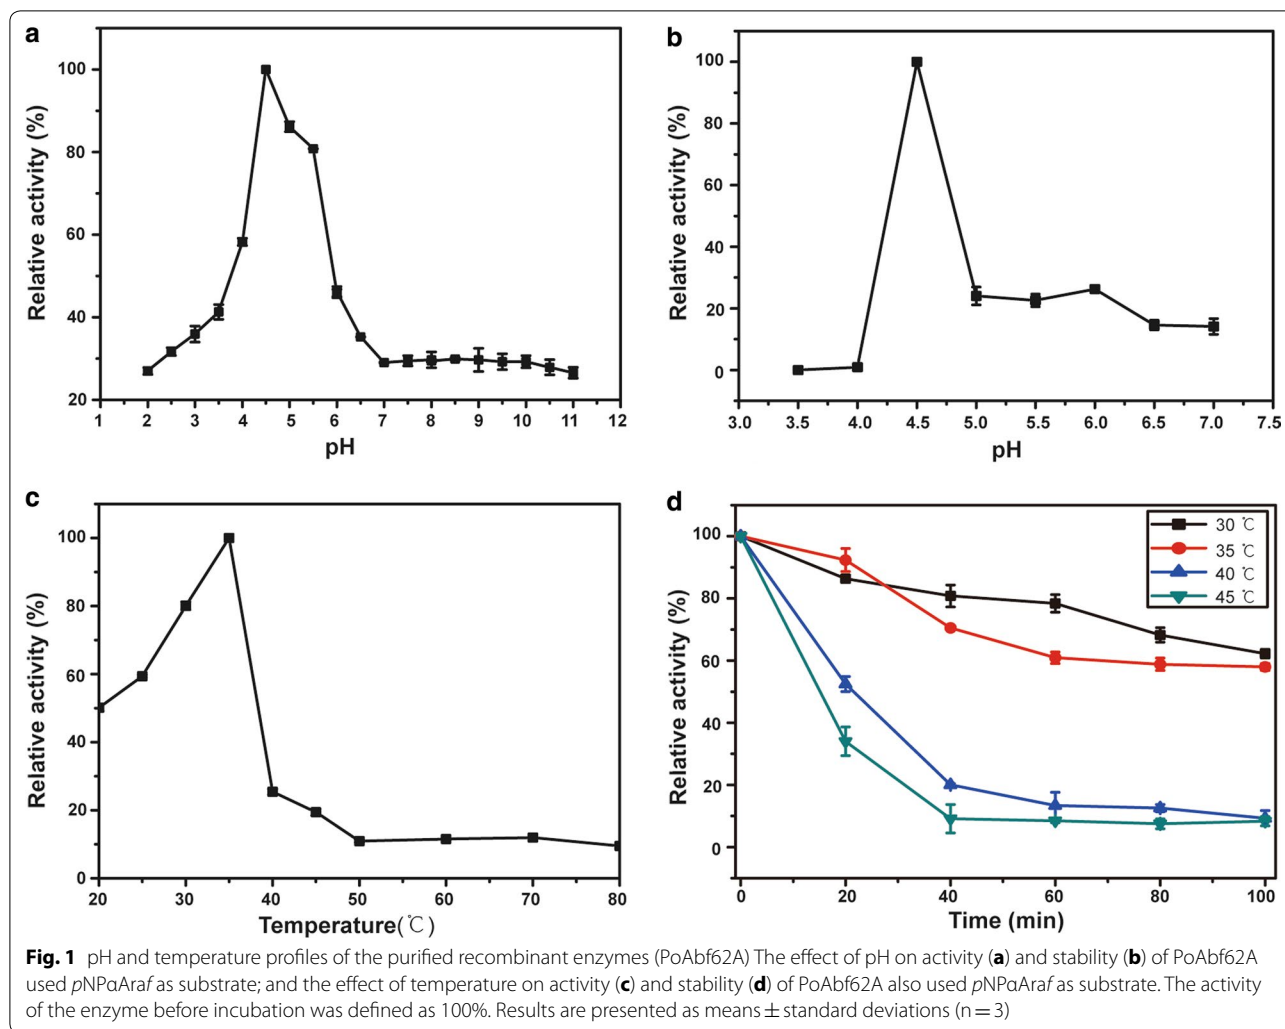 a
Relative activity (%)
100
80
60
40
20
1 2 3 4 5 6 7 8 9 10 11 12
pH
b
Relative activity (%)
100
80
60
40
20
0
3.0 3.5 4.0 4.5 5.0 5.5 6.0 6.5 7.0 7.5
pH
c
Relative activity (%)
100
80
60
40
20
0
20 30 40 50 60 70 80
Temperature(℃)
d
Relative activity (%)
100
80
60
40
20
0
30 ℃
35 ℃
40 ℃
45 ℃
0 20 40 60 80 100
Time (min)
Fig. 1 pH and temperature profiles of the purified recombinant enzymes (PoAbf62A) The effect of pH on activity (a) and stability (b) of PoAbf62A
used pNPαAraf as substrate; and the effect of temperature on activity (c) and stability (d) of PoAbf62A also used pNPαAraf as substrate. The activity
of the enzyme before incubation was defined as 100%. Results are presented as means ± standard deviations (n = 3)